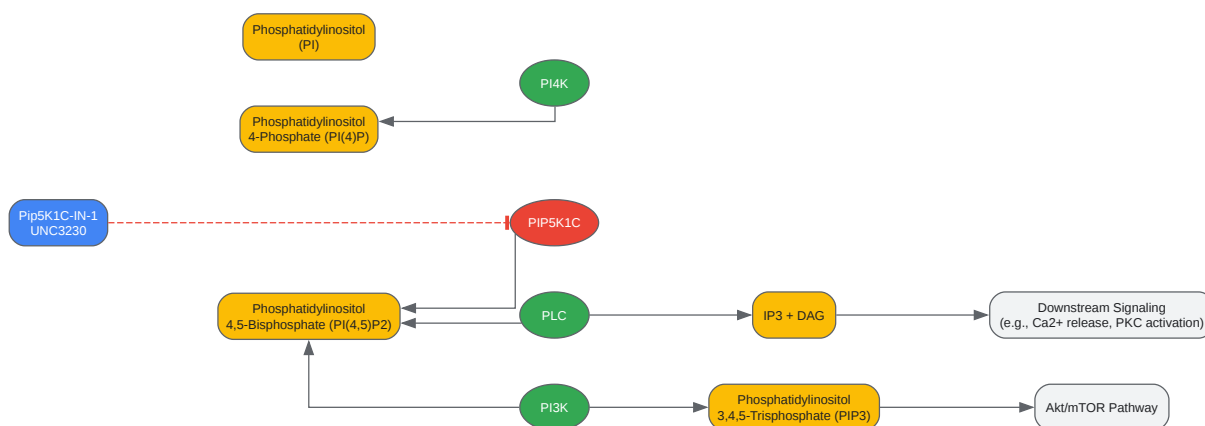 Phosphatidylinositol
(PI)
PI4K
Phosphatidylinositol
4-Phosphate (PI(4)P)
Pip5K1C-IN-1
UNC3230
PIP5K1C
Phosphatidylinositol
4,5-Bisphosphate (PI(4,5)P2)
PLC
IP3 + DAG
Downstream Signaling
(e.g., Ca2+ release, PKC activation)
PI3K
Phosphatidylinositol
3,4,5-Trisphosphate (PIP3)
Akt/mTOR Pathway